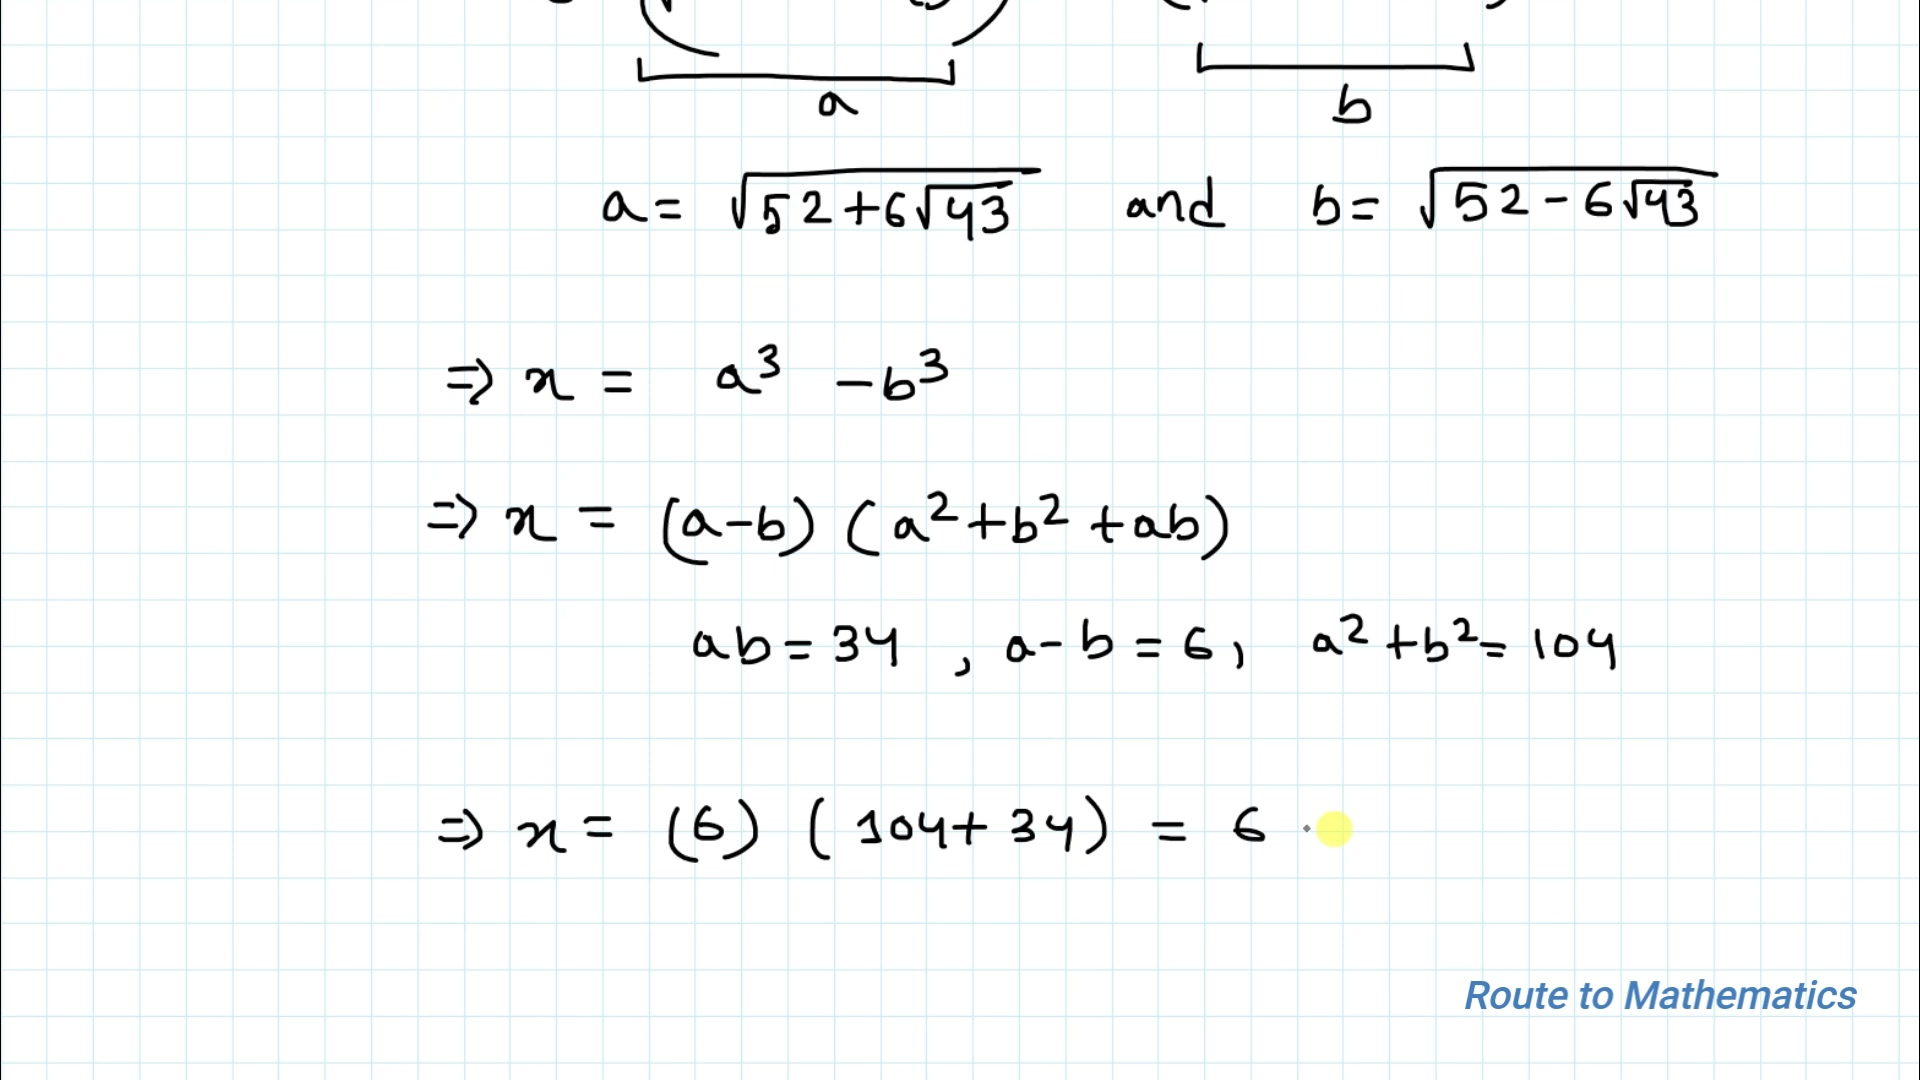 a b
a = √(52+6√43) and b = √(52-6√43)
⇒ x = a³ - b³
⇒ x = (a-b) (a²+b²+ab)
ab = 34 , a-b = 6, a²+b² = 104
⇒ x = (6) (104+34) = 6 ·
Route to Mathematics